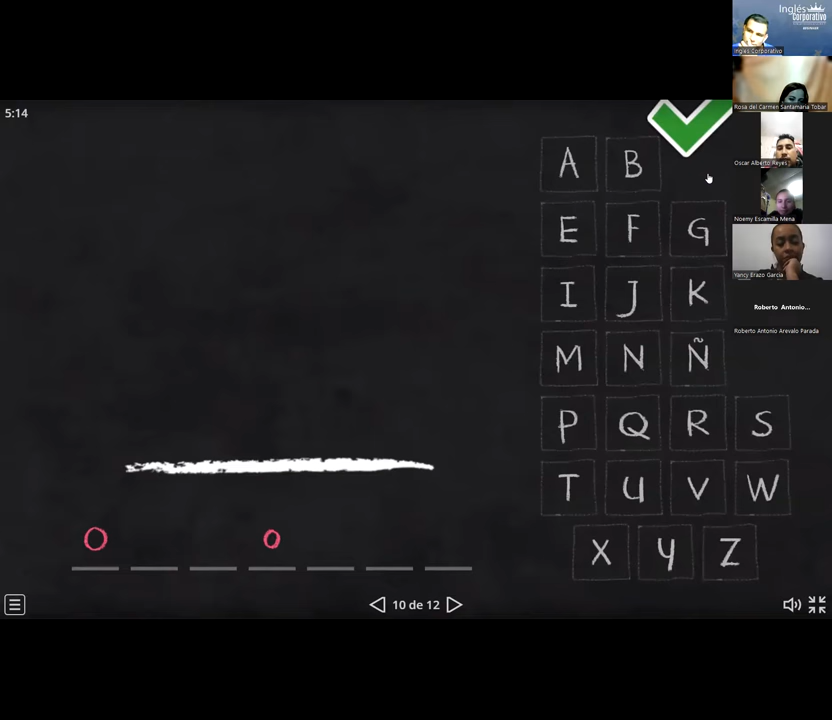 Inglés
Corporativo
Inglés Corporativo
Rosa del Carmen Santamaria Tobar
Oscar Alberto Reyes
Noemy Escamilla Mena
Yancy Erazo Garcia
Roberto Antonio...
Roberto Antonio Arevalo Parada
5:14
A B
E F G
I J K
M N Ñ
P Q R S
T U V W
X Y Z
O o
10 de 12